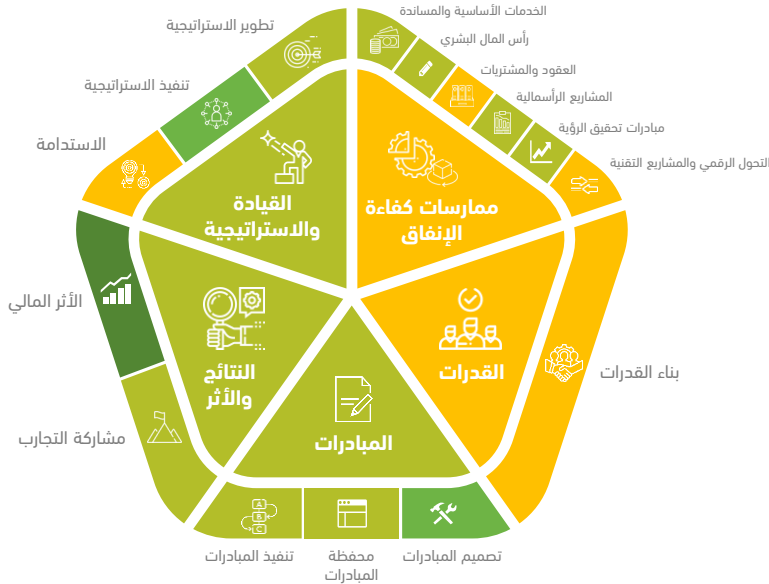 الخدمات الأساسية والمساندة
رأس المال البشري
العقود والمشتريات
المشاريع الرأسمالية
مبادرات تحقيق الرؤية
التحول الرقمي والمشاريع التقنية
تطوير الاستراتيجية
تنفيذ الاستراتيجية
الاستدامة
ممارسات كفاءة
الإنفاق
القيادة
والاستراتيجية
الأثر المالي
مشاركة التجارب
النتائج
والأثر
القدرات
بناء القدرات
المبادرات
A
B
C
تصميم المبادرات
محفظة
المبادرات
تنفيذ المبادرات